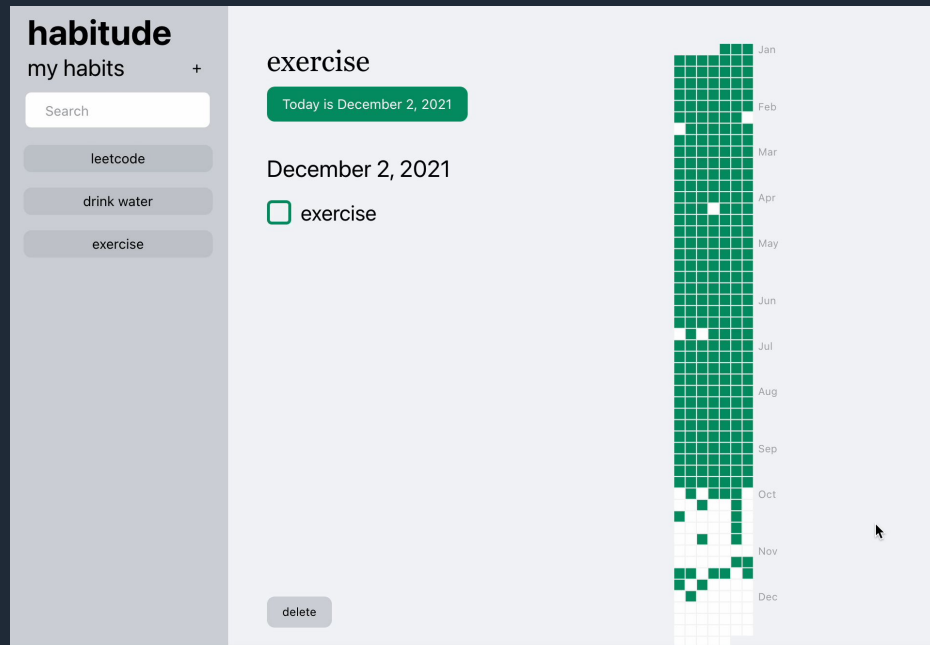 habitude
my habits +
Search
leetcode
drink water
exercise
exercise
Today is December 2, 2021
December 2, 2021
exercise
delete
Jan
Feb
Mar
Apr
May
Jun
Jul
Aug
Sep
Oct
Nov
Dec